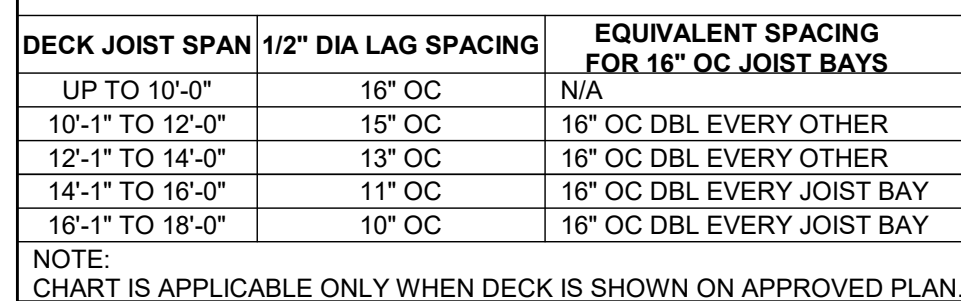 DECK JOIST SPAN 1/2" DIA LAG SPACING EQUIVALENT SPACING
FOR 16" OC JOIST BAYS
UP TO 10'-0" 16" OC N/A
10'-1" TO 12'-0" 15" OC 16" OC DBL EVERY OTHER
12'-1" TO 14'-0" 13" OC 16" OC DBL EVERY OTHER
14'-1" TO 16'-0" 11" OC 16" OC DBL EVERY JOIST BAY
16'-1" TO 18'-0" 10" OC 16" OC DBL EVERY JOIST BAY
NOTE:
CHART IS APPLICABLE ONLY WHEN DECK IS SHOWN ON APPROVED PLAN.